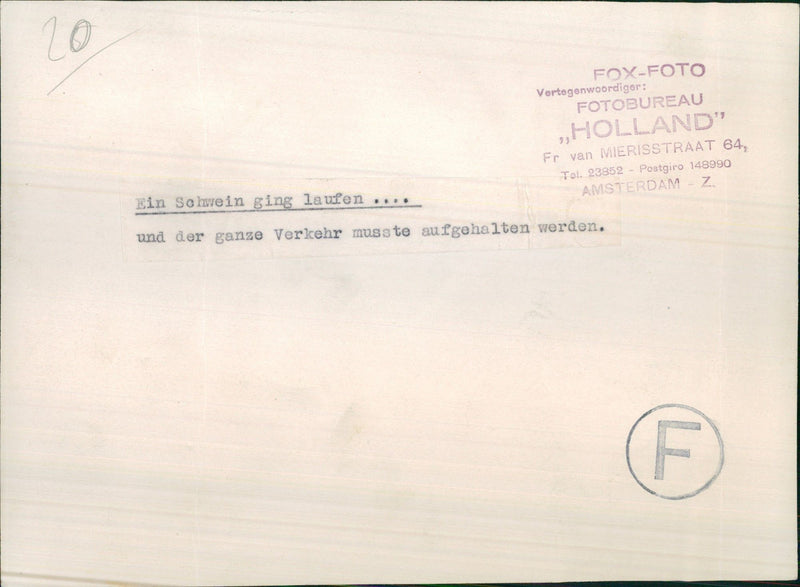 20
FOX-FOTO
Vertegenwoordiger:
FOTOBUREAU
„HOLLAND”
Fr van MIERISSTRAAT 64,
Tel. 23852 - Postgiro 148990
AMSTERDAM - Z.
Ein Schwein ging laufen ....
und der ganze Verkehr musste aufgehalten werden.
F